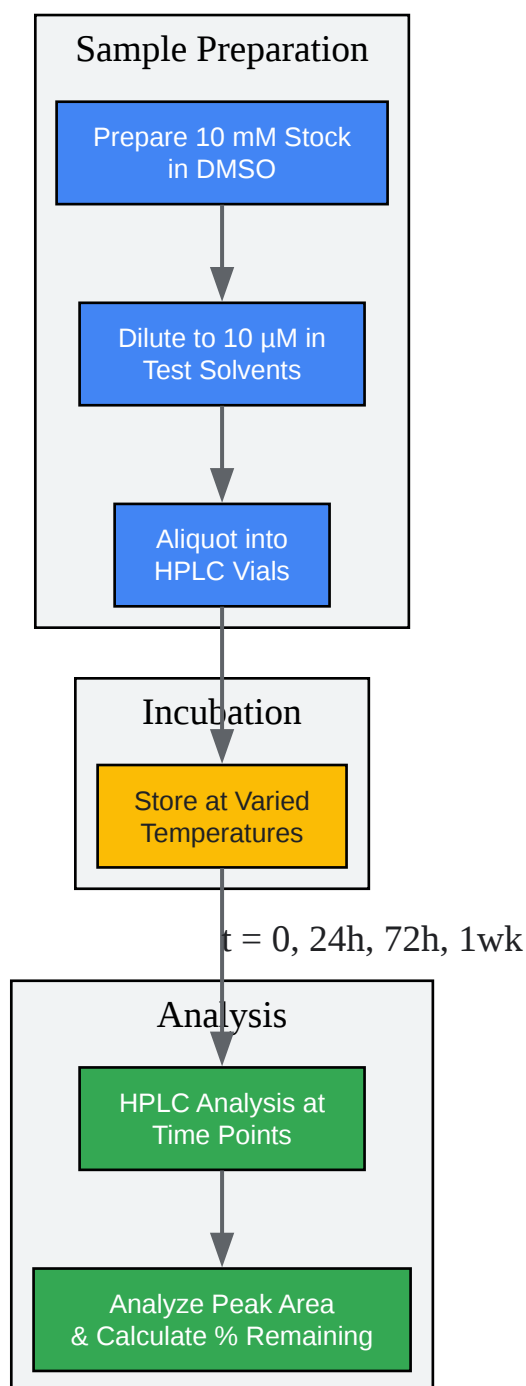 Sample Preparation
Prepare 10 mM Stock
in DMSO
Dilute to 10 µM in
Test Solvents
Aliquot into
HPLC Vials
Incubation
Store at Varied
Temperatures
t = 0, 24h, 72h, 1wk
Analysis
HPLC Analysis at
Time Points
Analyze Peak Area
& Calculate % Remaining